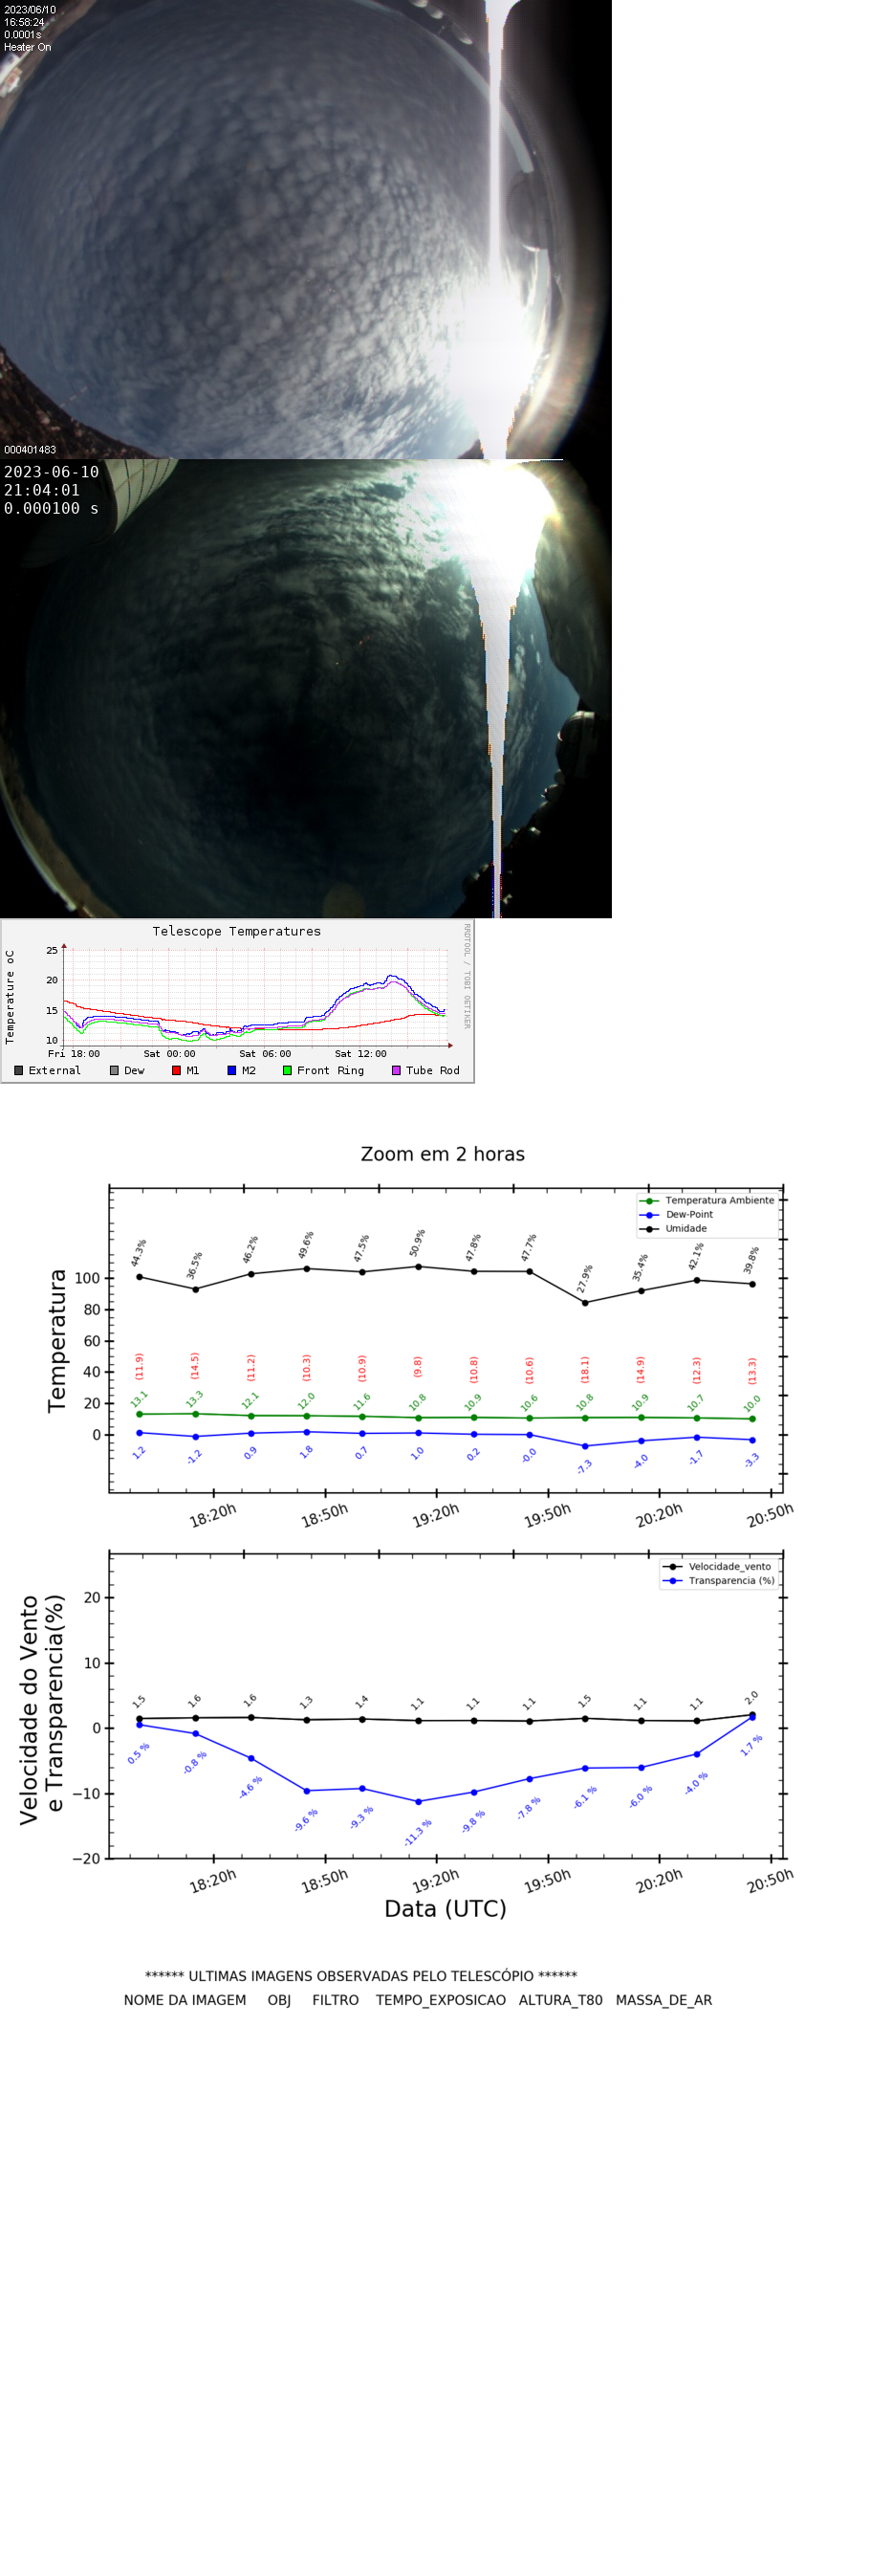 2023/06/10
16:58:24
0.0001s
Heater On
000401483
2023-06-10
21:04:01
0.000100 s
Telescope Temperatures
RRDTOOL / TOBI OETIKER
Temperature oC
25
20
15
10
Fri 18:00 Sat 00:00 Sat 06:00 Sat 12:00
External Dew M1 M2 Front Ring Tube Rod
Zoom em 2 horas
Temperatura Ambiente
Dew-Point
Umidade
Temperatura
100
80
60
40
20
0
44.3% 36.5% 46.2% 49.6% 47.5% 50.9% 47.8% 47.7% 27.9% 35.4% 42.1% 39.8%
(11.9) (14.5) (11.2) (10.3) (10.9) (9.8) (10.8) (10.6) (18.1) (14.9) (12.3) (13.3)
13.1 13.3 12.1 12.0 11.6 10.8 10.9 10.6 10.8 10.9 10.7 10.0
1.2 -1.2 0.9 1.8 0.7 1.0 0.2 -0.0 -7.3 -4.0 -1.7 -3.3
18:20h 18:50h 19:20h 19:50h 20:20h 20:50h
Velocidade_vento
Transparencia (%)
Velocidade do Vento
e Transparencia(%)
20
10
0
−10
−20
1.5 1.6 1.6 1.3 1.4 1.1 1.1 1.1 1.5 1.1 1.1 2.0
0.5 % -0.8 % -4.6 % -9.6 % -9.3 % -11.3 % -9.8 % -7.8 % -6.1 % -6.0 % -4.0 % 1.7 %
18:20h 18:50h 19:20h 19:50h 20:20h 20:50h
Data (UTC)
****** ULTIMAS IMAGENS OBSERVADAS PELO TELESCÓPIO ******
NOME DA IMAGEM OBJ FILTRO TEMPO_EXPOSICAO ALTURA_T80 MASSA_DE_AR